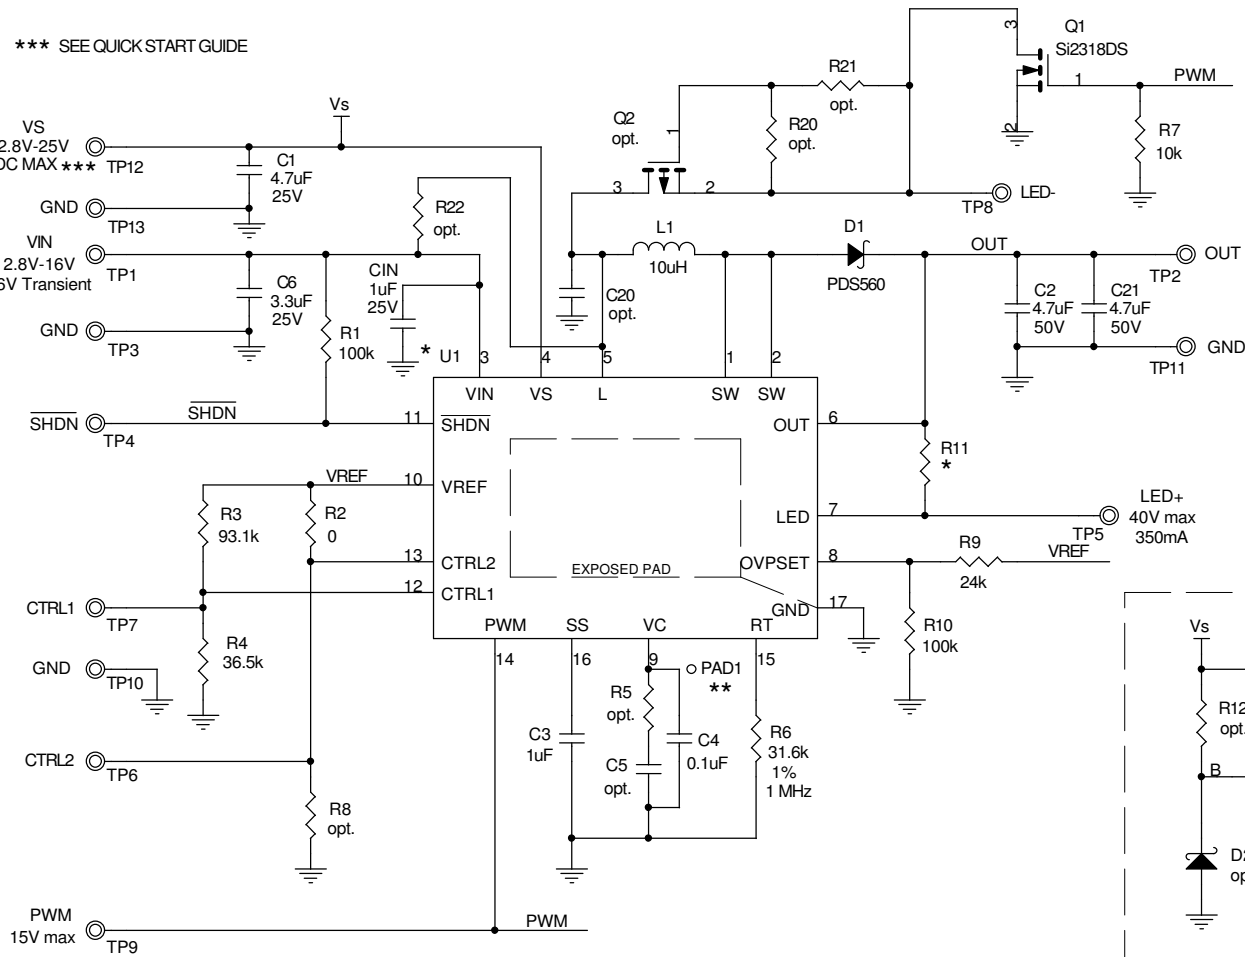 *** SEE QUICK START GUIDE
Q1
Si2318DS
3
1
2
PWM
R7
10k
R21
opt.
R20
opt.
Q2
opt.
1
3
2
TP8
LED-
Vs
VS
2.8V-25V
DC MAX ***
TP12
C1
4.7uF
25V
GND
TP13
VIN
2.8V-16V
Transient
TP1
C6
3.3uF
25V
GND
TP3
R22
opt.
CIN
1uF
25V
*
R1
100k
L1
10uH
C20
opt.
D1
PDS560
OUT
TP2
OUT
C2
4.7uF
50V
C21
4.7uF
50V
TP11
GND
U1
3
4
5
1
2
VIN
VS
L
SW
SW
SHDN
TP4
SHDN
11
SHDN
OUT
6
R11
*
VREF
10
VREF
R3
93.1k
R2
0
LED
7
TP5
LED+
40V max
350mA
13
CTRL2
12
CTRL1
EXPOSED PAD
OVPSET
8
R9
24k
VREF
GND
17
R10
100k
CTRL1
TP7
R4
36.5k
GND
TP10
PWM
SS
VC
RT
14
16
9
15
PAD1
**
R5
opt.
C3
1uF
C5
opt.
C4
0.1uF
R6
31.6k
1%
1 MHz
CTRL2
TP6
R8
opt.
PWM
15V max
TP9
PWM
Vs
R12
opt.
B